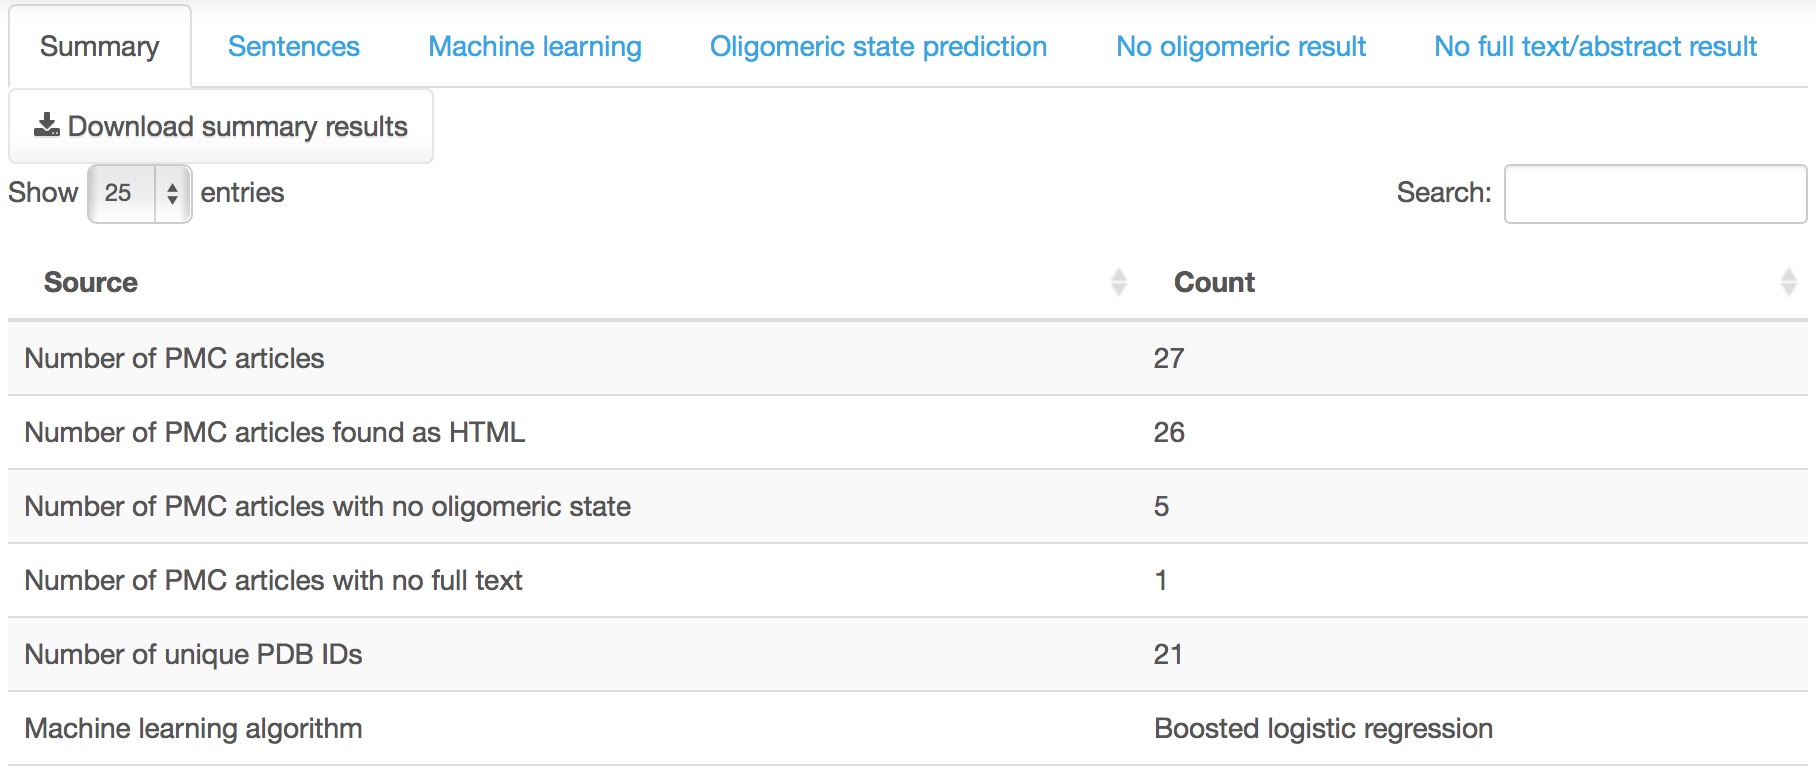 Summary Sentences Machine learning Oligomeric state prediction No oligomeric result No full text/abstract result
Download summary results
Show 25 entries Search:
Source Count
Number of PMC articles 27
Number of PMC articles found as HTML 26
Number of PMC articles with no oligomeric state 5
Number of PMC articles with no full text 1
Number of unique PDB IDs 21
Machine learning algorithm Boosted logistic regression